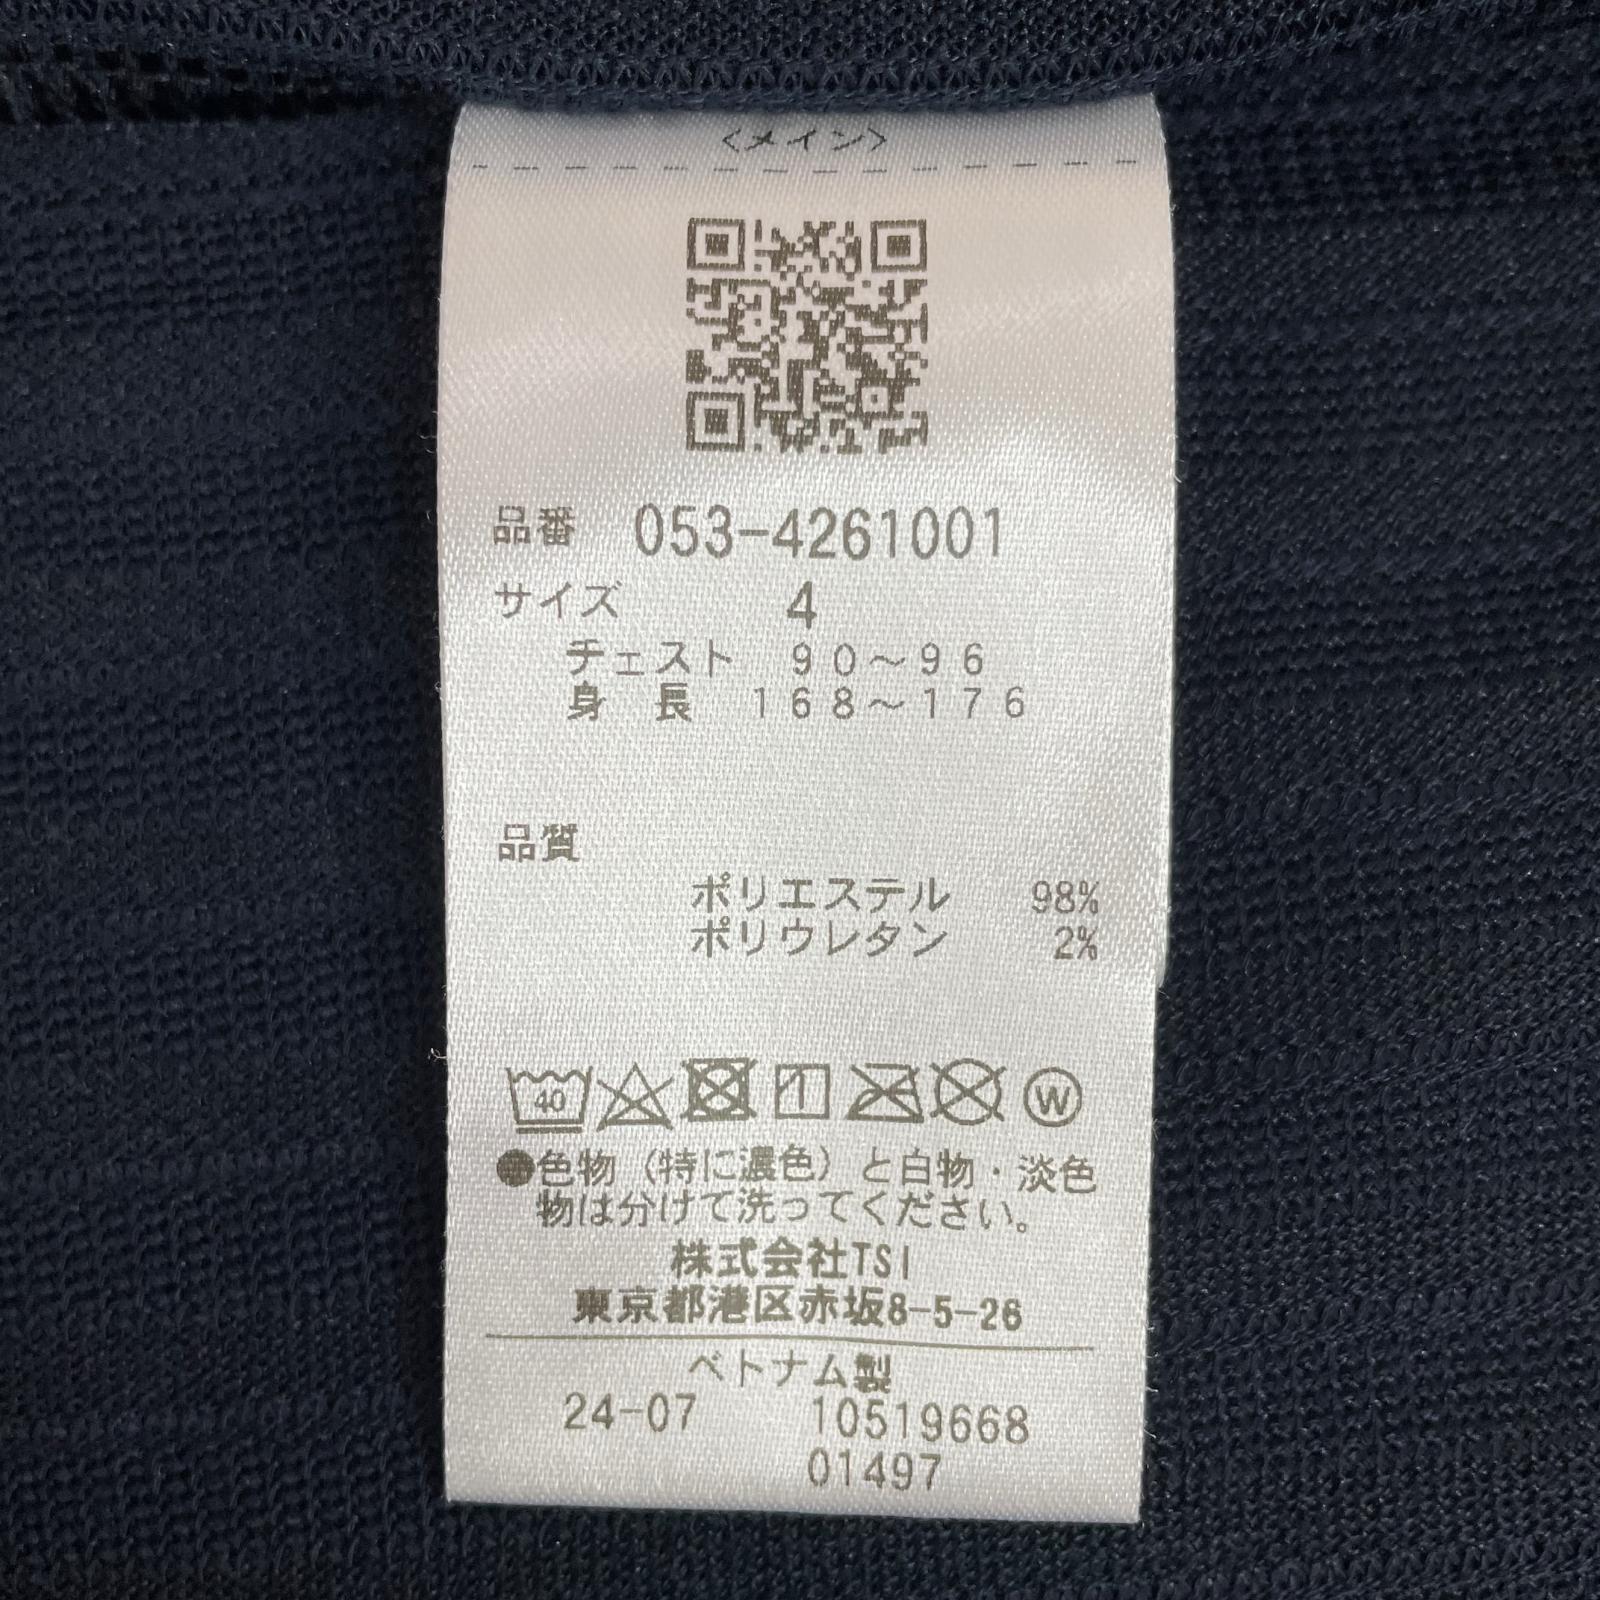 <メイン>
品番 053-4261001
サイズ 4
チェスト 90～96
身長 168～176
品質
ポリエステル 98%
ポリウレタン 2%
40 W
●色物（特に濃色）と白物・淡色
物は分けて洗ってください。
株式会社TSI
東京都港区赤坂8-5-26
ベトナム製
24-07 10519668
01497